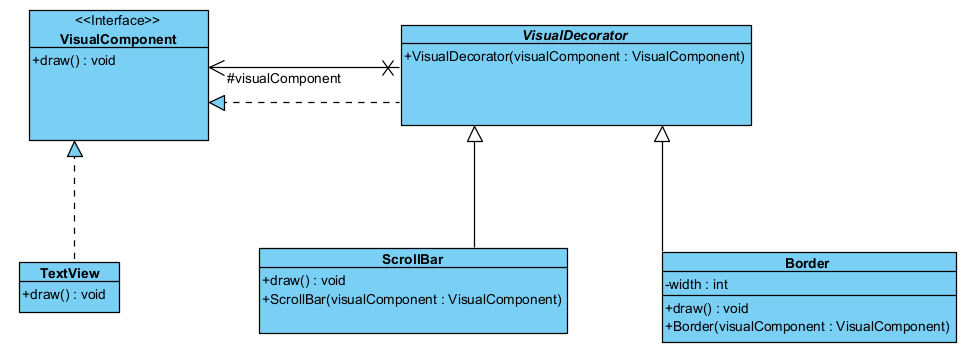 <<Interface>>
VisualComponent
+draw() : void
VisualDecorator
+VisualDecorator(visualComponent : VisualComponent)
#visualComponent
TextView
+draw() : void
ScrollBar
+draw() : void
+ScrollBar(visualComponent : VisualComponent)
Border
-width : int
+draw() : void
+Border(visualComponent : VisualComponent)